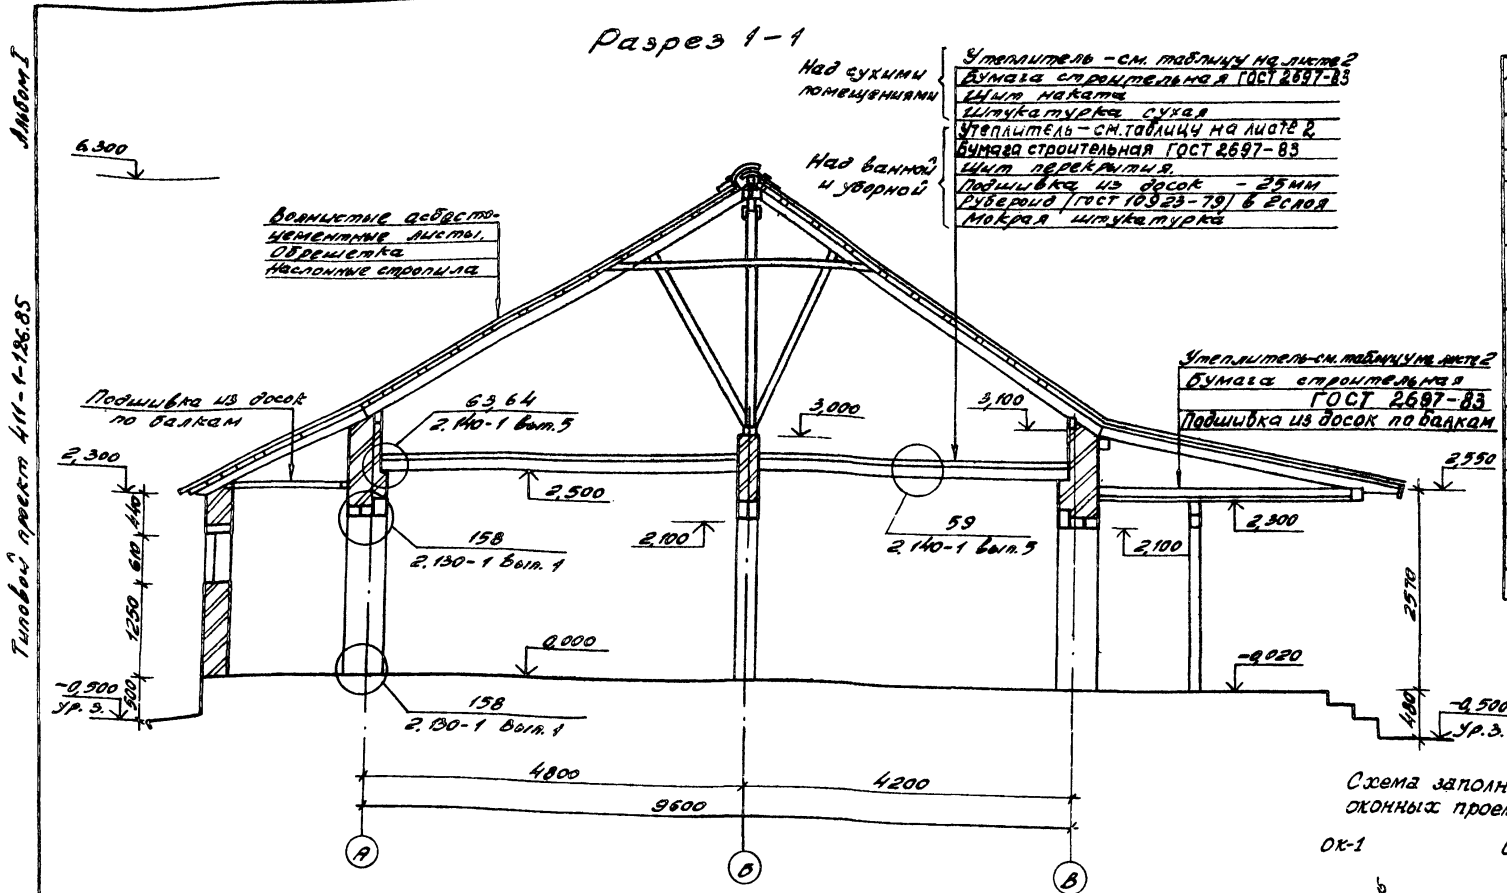 Альбом I
Типовой проект 411-1-126.85
Разрез 1-1
6,300
Над сухими
помещениями
Утеплитель - см. таблицу на листе 2
Бумага строительная ГОСТ 2697-83
Щит наката
Штукатурка сухая
Над ванной
и уборной
Утеплитель - см. таблицу на листе 2
Бумага строительная ГОСТ 2697-83
Щит перекрытия.
Подшивка из досок - 25мм
Рубероид (ГОСТ 10923-79) в 2 слоя
Мокрая штукатурка
Волнистые асбесто-
цементные листы.
Обрешетка
Наслонные стропила
Утеплитель-см. таблицу на листе 2
Бумага строительная
ГОСТ 2697-83
Подшивка из досок по балкам
Подшивка из досок
по балкам
63,64
2.140-1 вып.5
3,000
3,100
2,300
2,550
2,500
2,100
59
2.140-1 вып.5
2,300
2,100
158
2.130-1 вып. 1
440
610
1250
500
2570
480
0,000
-0,020
-0,500
ур. з.
158
2.130-1 вып. 1
-0,500
ур. з.
4800
4200
9600
А
Б
В
Схема заполн
оконных проем
ОК-1